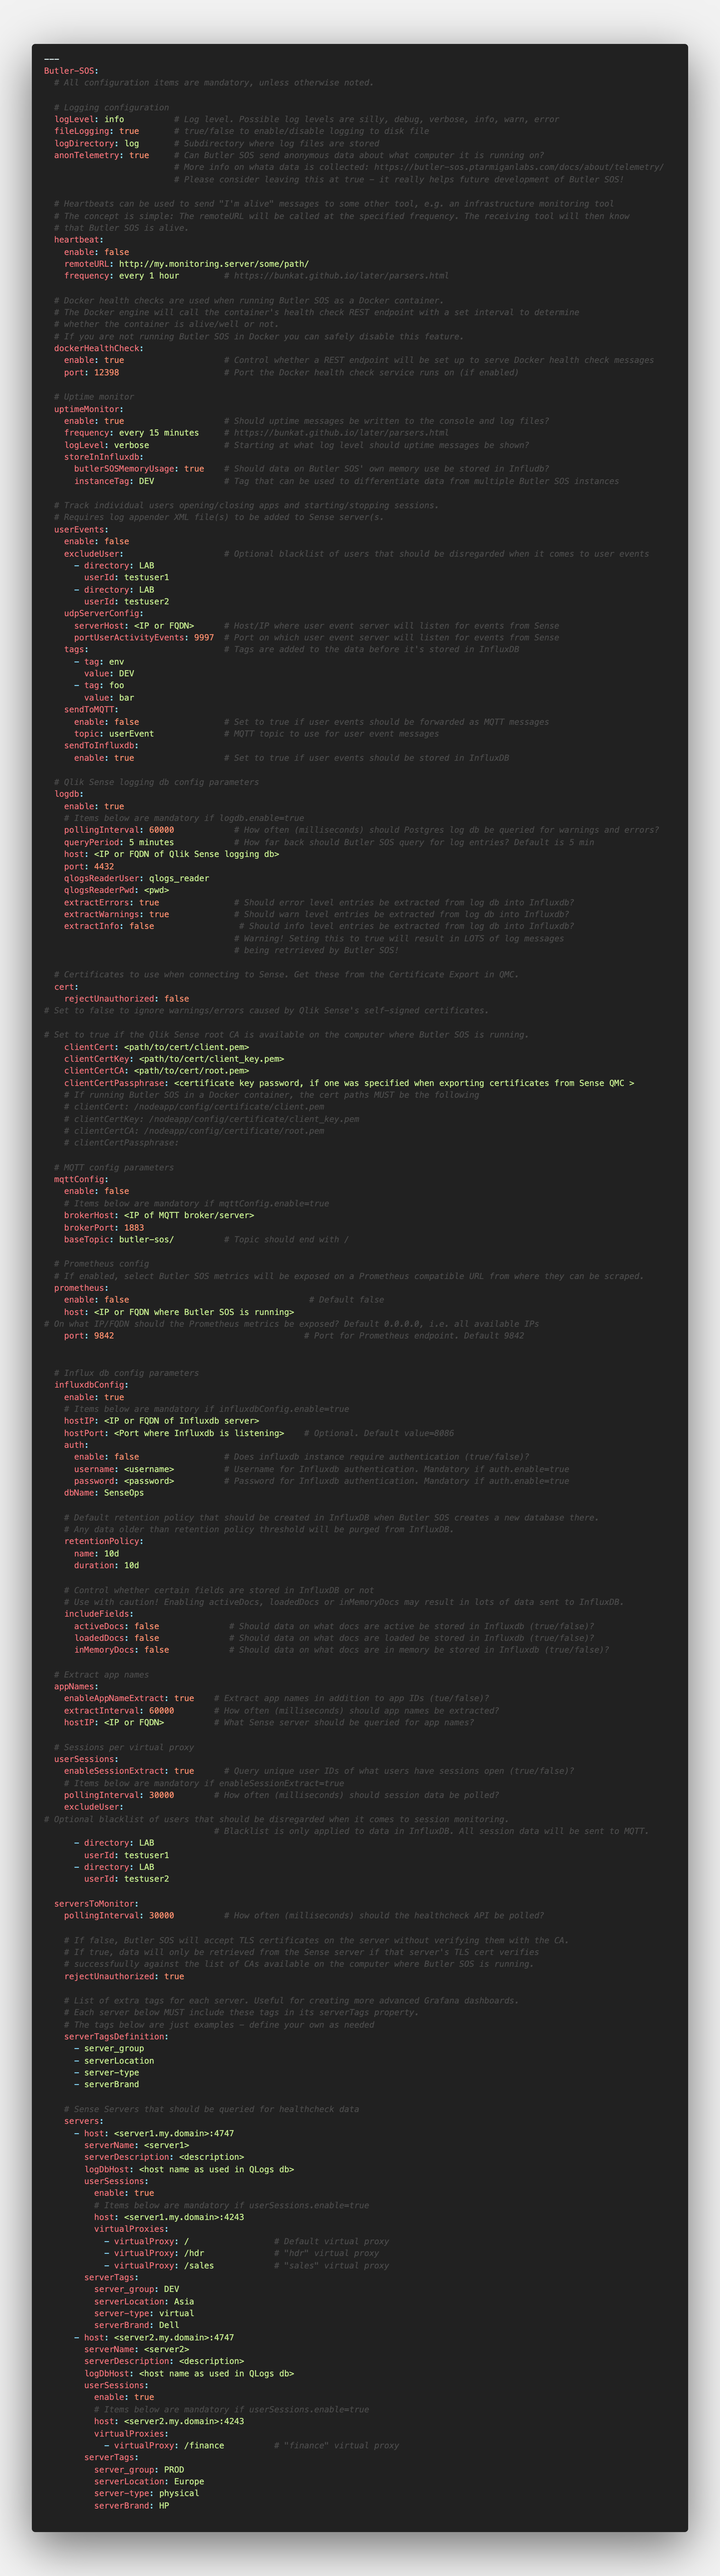 ---
Butler-SOS:
  # All configuration items are mandatory, unless otherwise noted.

  # Logging configuration
  logLevel: info          # Log level. Possible log levels are silly, debug, verbose, info, warn, error
  fileLogging: true       # true/false to enable/disable logging to disk file
  logDirectory: log       # Subdirectory where log files are stored
  anonTelemetry: true     # Can Butler SOS send anonymous data about what computer it is running on?
                          # More info on whata data is collected: https://butler-sos.ptarmiganlabs.com/docs/about/telemetry/
                          # Please consider leaving this at true - it really helps future development of Butler SOS!

  # Heartbeats can be used to send "I'm alive" messages to some other tool, e.g. an infrastructure monitoring tool
  # The concept is simple: The remoteURL will be called at the specified frequency. The receiving tool will then know
  # that Butler SOS is alive.
  heartbeat:
    enable: false
    remoteURL: http://my.monitoring.server/some/path/
    frequency: every 1 hour         # https://bunkat.github.io/later/parsers.html

  # Docker health checks are used when running Butler SOS as a Docker container.
  # The Docker engine will call the container's health check REST endpoint with a set interval to determine
  # whether the container is alive/well or not.
  # If you are not running Butler SOS in Docker you can safely disable this feature.
  dockerHealthCheck:
    enable: true                    # Control whether a REST endpoint will be set up to serve Docker health check messages
    port: 12398                     # Port the Docker health check service runs on (if enabled)

  # Uptime monitor
  uptimeMonitor:
    enable: true                    # Should uptime messages be written to the console and log files?
    frequency: every 15 minutes     # https://bunkat.github.io/later/parsers.html
    logLevel: verbose               # Starting at what log level should uptime messages be shown?
    storeInInfluxdb:
      butlerSOSMemoryUsage: true    # Should data on Butler SOS' own memory use be stored in Infludb?
      instanceTag: DEV              # Tag that can be used to differentiate data from multiple Butler SOS instances

  # Track individual users opening/closing apps and starting/stopping sessions.
  # Requires log appender XML file(s) to be added to Sense server(s.
  userEvents:
    enable: false
    excludeUser:                    # Optional blacklist of users that should be disregarded when it comes to user events
      - directory: LAB
        userId: testuser1
      - directory: LAB
        userId: testuser2
    udpServerConfig:
      serverHost: <IP or FQDN>      # Host/IP where user event server will listen for events from Sense
      portUserActivityEvents: 9997  # Port on which user event server will listen for events from Sense
    tags:                           # Tags are added to the data before it's stored in InfluxDB
      - tag: env
        value: DEV
      - tag: foo
        value: bar
    sendToMQTT:
      enable: false                 # Set to true if user events should be forwarded as MQTT messages
      topic: userEvent              # MQTT topic to use for user event messages
    sendToInfluxdb:
      enable: true                  # Set to true if user events should be stored in InfluxDB

  # Qlik Sense logging db config parameters
  logdb:
    enable: true
    # Items below are mandatory if logdb.enable=true
    pollingInterval: 60000            # How often (milliseconds) should Postgres log db be queried for warnings and errors?
    queryPeriod: 5 minutes            # How far back should Butler SOS query for log entries? Default is 5 min
    host: <IP or FQDN of Qlik Sense logging db>
    port: 4432
    qlogsReaderUser: qlogs_reader
    qlogsReaderPwd: <pwd>
    extractErrors: true               # Should error level entries be extracted from log db into Influxdb?
    extractWarnings: true             # Should warn level entries be extracted from log db into Influxdb?
    extractInfo: false                 # Should info level entries be extracted from log db into Influxdb?
                                      # Warning! Seting this to true will result in LOTS of log messages
                                      # being retrrieved by Butler SOS!

  # Certificates to use when connecting to Sense. Get these from the Certificate Export in QMC.
  cert:
    rejectUnauthorized: false
# Set to false to ignore warnings/errors caused by Qlik Sense's self-signed certificates.

# Set to true if the Qlik Sense root CA is available on the computer where Butler SOS is running.
    clientCert: <path/to/cert/client.pem>
    clientCertKey: <path/to/cert/client_key.pem>
    clientCertCA: <path/to/cert/root.pem>
    clientCertPassphrase: <certificate key password, if one was specified when exporting certificates from Sense QMC >
    # If running Butler SOS in a Docker container, the cert paths MUST be the following
    # clientCert: /nodeapp/config/certificate/client.pem
    # clientCertKey: /nodeapp/config/certificate/client_key.pem
    # clientCertCA: /nodeapp/config/certificate/root.pem
    # clientCertPassphrase:

  # MQTT config parameters
  mqttConfig:
    enable: false
    # Items below are mandatory if mqttConfig.enable=true
    brokerHost: <IP of MQTT broker/server>
    brokerPort: 1883
    baseTopic: butler-sos/          # Topic should end with /

  # Prometheus config
  # If enabled, select Butler SOS metrics will be exposed on a Prometheus compatible URL from where they can be scraped.
  prometheus:
    enable: false                                    # Default false
    host: <IP or FQDN where Butler SOS is running>
# On what IP/FQDN should the Prometheus metrics be exposed? Default 0.0.0.0, i.e. all available IPs
    port: 9842                                      # Port for Prometheus endpoint. Default 9842


  # Influx db config parameters
  influxdbConfig:
    enable: true
    # Items below are mandatory if influxdbConfig.enable=true
    hostIP: <IP or FQDN of Influxdb server>
    hostPort: <Port where Influxdb is listening>    # Optional. Default value=8086
    auth:
      enable: false                 # Does influxdb instance require authentication (true/false)?
      username: <username>          # Username for Influxdb authentication. Mandatory if auth.enable=true
      password: <password>          # Password for Influxdb authentication. Mandatory if auth.enable=true
    dbName: SenseOps

    # Default retention policy that should be created in InfluxDB when Butler SOS creates a new database there.
    # Any data older than retention policy threshold will be purged from InfluxDB.
    retentionPolicy:
      name: 10d
      duration: 10d

    # Control whether certain fields are stored in InfluxDB or not
    # Use with caution! Enabling activeDocs, loadedDocs or inMemoryDocs may result in lots of data sent to InfluxDB.
    includeFields:
      activeDocs: false              # Should data on what docs are active be stored in Influxdb (true/false)?
      loadedDocs: false              # Should data on what docs are loaded be stored in Influxdb (true/false)?
      inMemoryDocs: false            # Should data on what docs are in memory be stored in Influxdb (true/false)?

  # Extract app names
  appNames:
    enableAppNameExtract: true    # Extract app names in addition to app IDs (tue/false)?
    extractInterval: 60000        # How often (milliseconds) should app names be extracted?
    hostIP: <IP or FQDN>          # What Sense server should be queried for app names?

  # Sessions per virtual proxy
  userSessions:
    enableSessionExtract: true      # Query unique user IDs of what users have sessions open (true/false)?
    # Items below are mandatory if enableSessionExtract=true
    pollingInterval: 30000        # How often (milliseconds) should session data be polled?
    excludeUser:
# Optional blacklist of users that should be disregarded when it comes to session monitoring.
                                  # Blacklist is only applied to data in InfluxDB. All session data will be sent to MQTT.
      - directory: LAB
        userId: testuser1
      - directory: LAB
        userId: testuser2

  serversToMonitor:
    pollingInterval: 30000          # How often (milliseconds) should the healthcheck API be polled?

    # If false, Butler SOS will accept TLS certificates on the server without verifying them with the CA.
    # If true, data will only be retrieved from the Sense server if that server's TLS cert verifies
    # successfuully against the list of CAs available on the computer where Butler SOS is running.
    rejectUnauthorized: true

    # List of extra tags for each server. Useful for creating more advanced Grafana dashboards.
    # Each server below MUST include these tags in its serverTags property.
    # The tags below are just examples - define your own as needed
    serverTagsDefinition:
      - server_group
      - serverLocation
      - server-type
      - serverBrand

    # Sense Servers that should be queried for healthcheck data
    servers:
      - host: <server1.my.domain>:4747
        serverName: <server1>
        serverDescription: <description>
        logDbHost: <host name as used in QLogs db>
        userSessions:
          enable: true
          # Items below are mandatory if userSessions.enable=true
          host: <server1.my.domain>:4243
          virtualProxies:
            - virtualProxy: /                 # Default virtual proxy
            - virtualProxy: /hdr              # "hdr" virtual proxy
            - virtualProxy: /sales            # "sales" virtual proxy
        serverTags:
          server_group: DEV
          serverLocation: Asia
          server-type: virtual
          serverBrand: Dell
      - host: <server2.my.domain>:4747
        serverName: <server2>
        serverDescription: <description>
        logDbHost: <host name as used in QLogs db>
        userSessions:
          enable: true
          # Items below are mandatory if userSessions.enable=true
          host: <server2.my.domain>:4243
          virtualProxies:
            - virtualProxy: /finance          # "finance" virtual proxy
        serverTags:
          server_group: PROD
          serverLocation: Europe
          server-type: physical
          serverBrand: HP